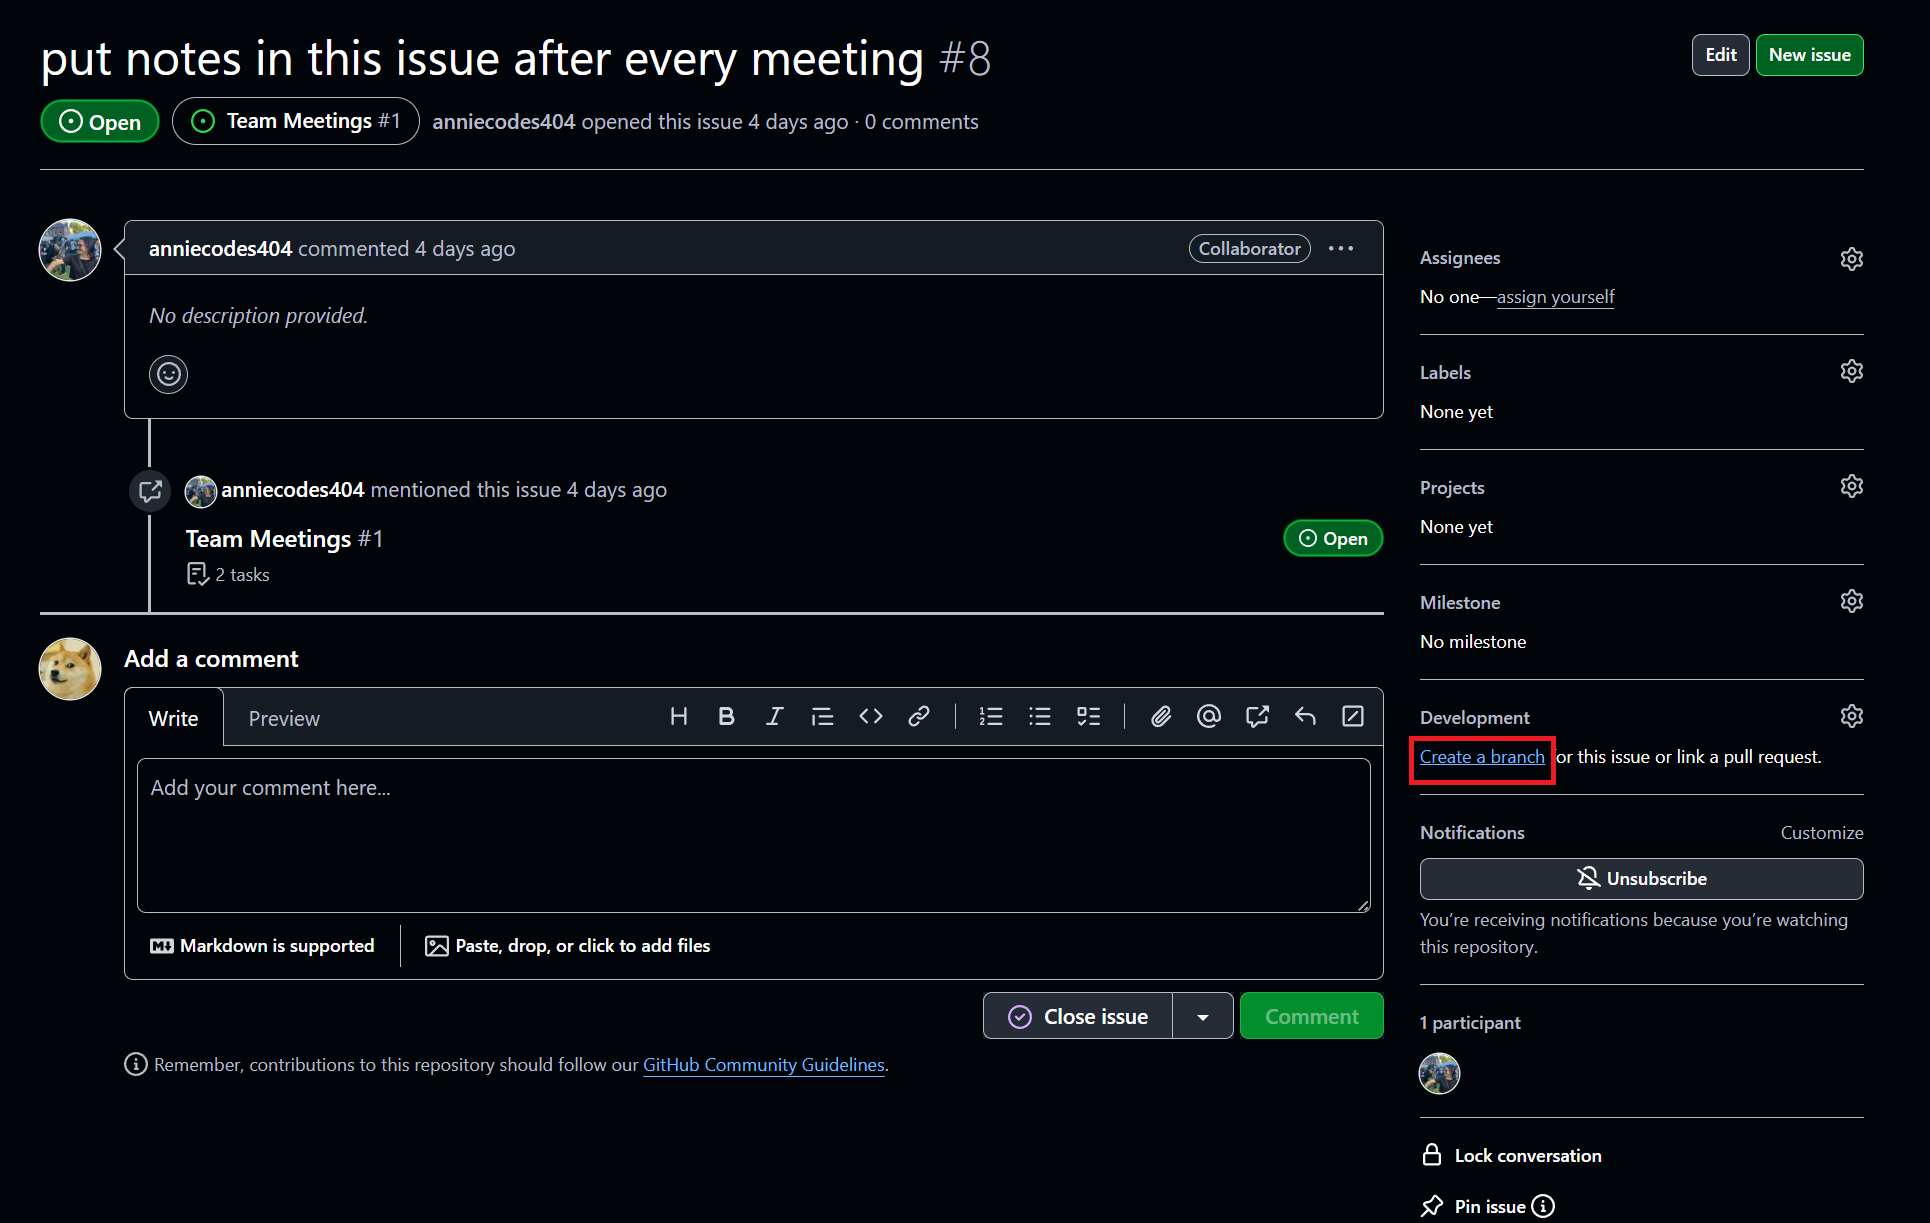 put notes in this issue after every meeting #8
Edit
New issue
Open
Team Meetings #1
anniecodes404 opened this issue 4 days ago · 0 comments
anniecodes404 commented 4 days ago
Collaborator
No description provided.
anniecodes404 mentioned this issue 4 days ago
Team Meetings #1
Open
2 tasks
Add a comment
Write
Preview
Add your comment here...
Markdown is supported
Paste, drop, or click to add files
Close issue
Comment
Remember, contributions to this repository should follow our GitHub Community Guidelines.
Assignees
No one—assign yourself
Labels
None yet
Projects
None yet
Milestone
No milestone
Development
Create a branch or this issue or link a pull request.
Notifications
Customize
Unsubscribe
You're receiving notifications because you're watching
this repository.
1 participant
Lock conversation
Pin issue